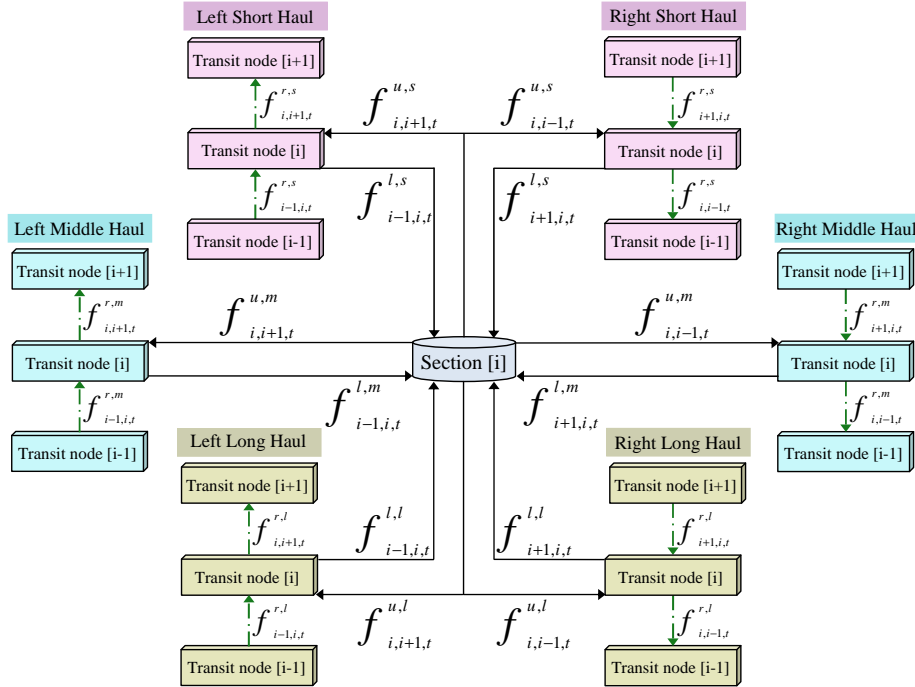 Left Short Haul
Transit node [i+1]
f^{r,s}_{i,i+1,t}
Transit node [i]
f^{r,s}_{i-1,i,t}
Transit node [i-1]
f^{u,s}_{i,i+1,t}
f^{l,s}_{i-1,i,t}
Right Short Haul
Transit node [i+1]
f^{r,s}_{i+1,i,t}
Transit node [i]
f^{r,s}_{i,i-1,t}
Transit node [i-1]
f^{u,s}_{i,i-1,t}
f^{l,s}_{i+1,i,t}
Left Middle Haul
Transit node [i+1]
f^{r,m}_{i,i+1,t}
Transit node [i]
f^{r,m}_{i-1,i,t}
Transit node [i-1]
f^{u,m}_{i,i+1,t}
f^{l,m}_{i-1,i,t}
Section [i]
Right Middle Haul
Transit node [i+1]
f^{r,m}_{i+1,i,t}
Transit node [i]
f^{r,m}_{i,i-1,t}
Transit node [i-1]
f^{u,m}_{i,i-1,t}
f^{l,m}_{i+1,i,t}
Left Long Haul
Transit node [i+1]
f^{r,l}_{i,i+1,t}
Transit node [i]
f^{r,l}_{i-1,i,t}
Transit node [i-1]
f^{l,l}_{i-1,i,t}
f^{u,l}_{i,i+1,t}
Right Long Haul
Transit node [i+1]
f^{r,l}_{i+1,i,t}
Transit node [i]
f^{r,l}_{i,i-1,t}
Transit node [i-1]
f^{l,l}_{i+1,i,t}
f^{u,l}_{i,i-1,t}